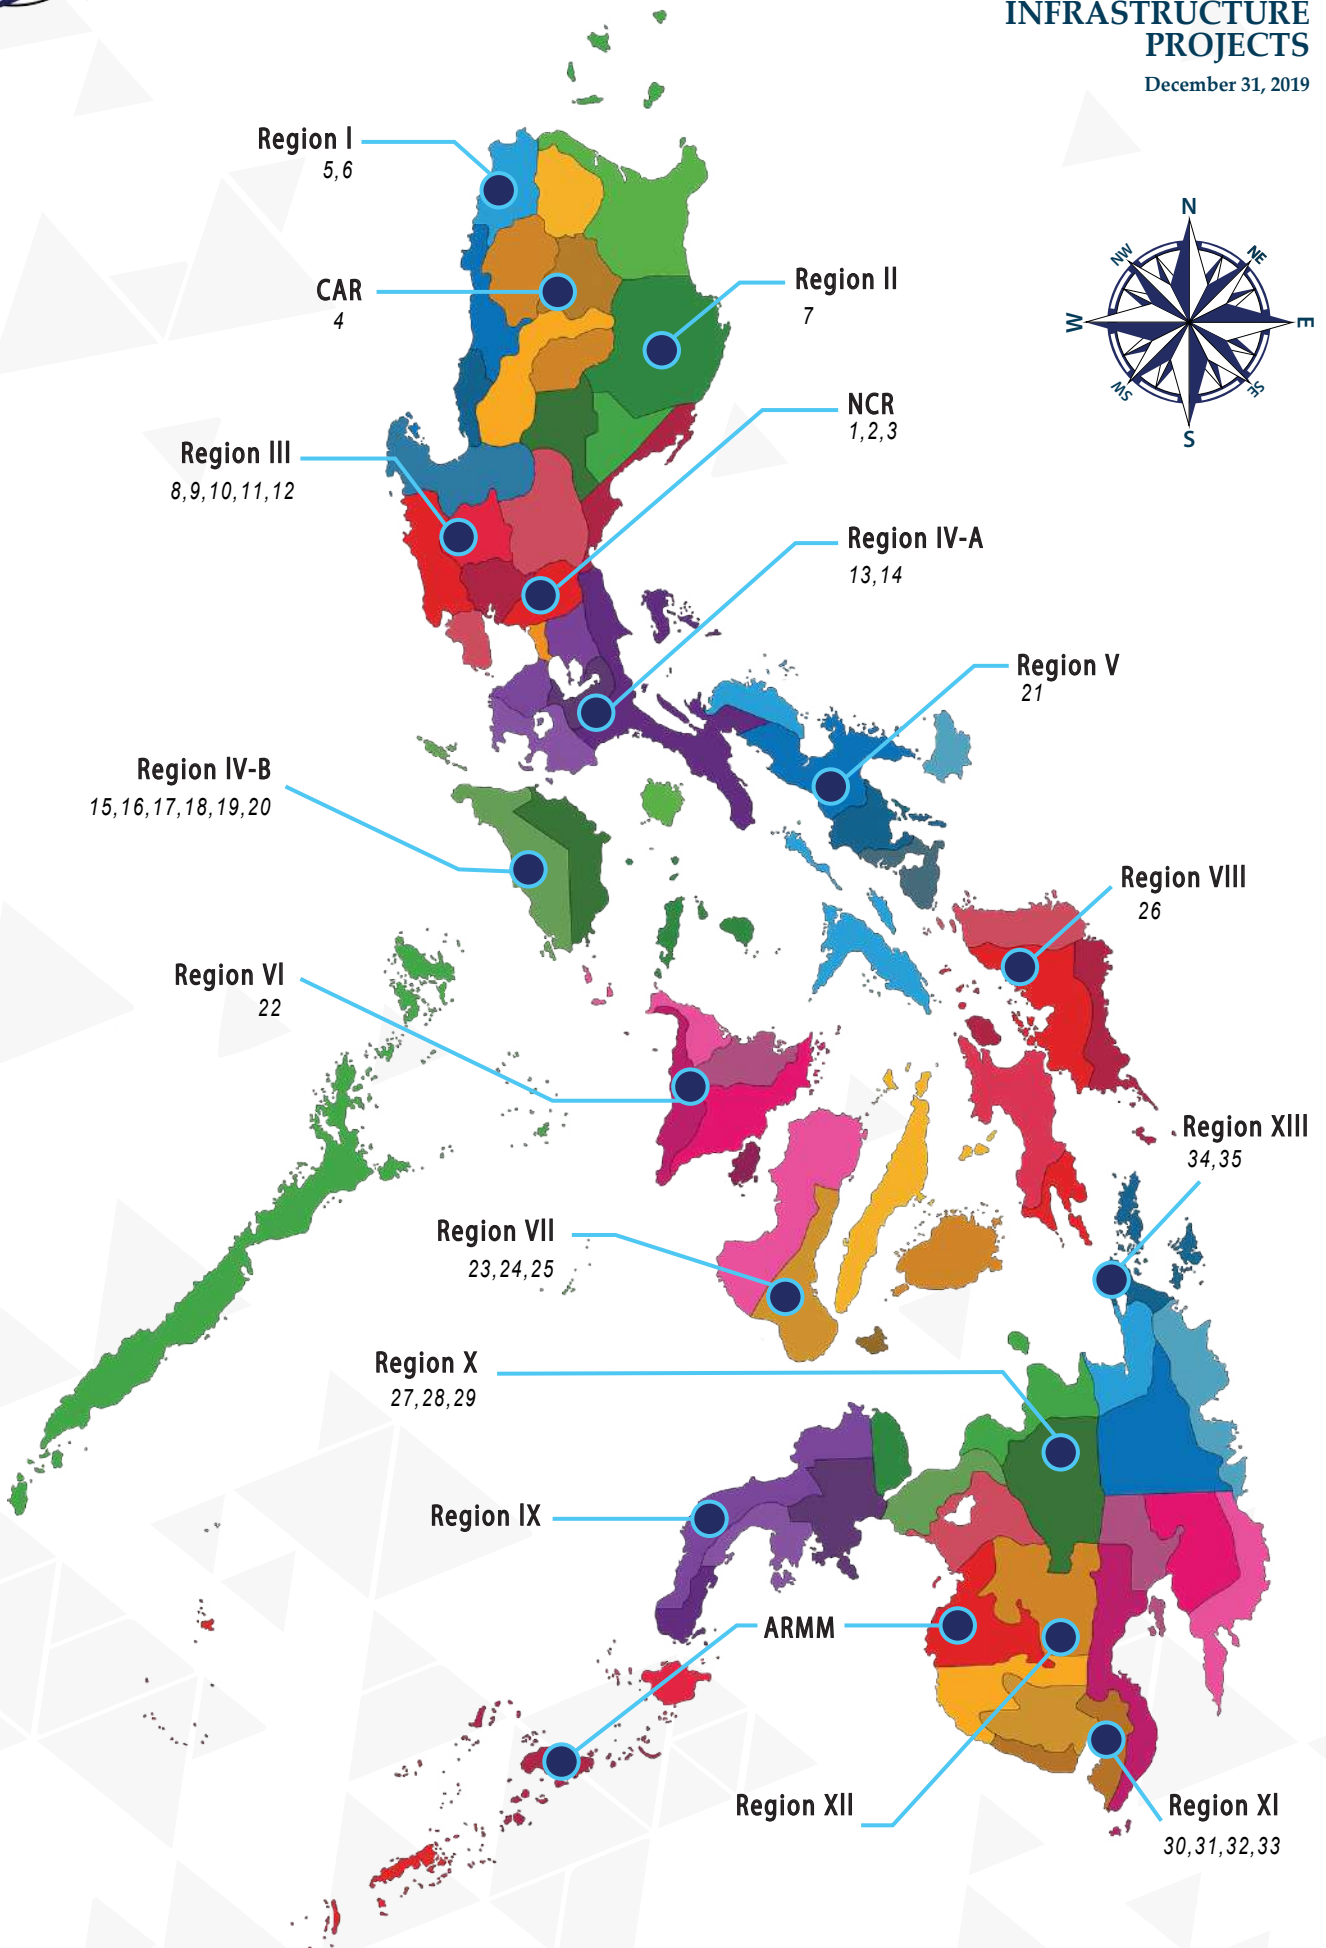 INFRASTRUCTURE
PROJECTS
December 31, 2019
Region I
5,6
N
NW
NE
W
E
SW
SE
S
CAR
4
Region II
7
NCR
1,2,3
Region III
8,9,10,11,12
Region IV-A
13,14
Region V
21
Region IV-B
15,16,17,18,19,20
Region VIII
26
Region VI
22
Region XIII
34,35
Region VII
23,24,25
Region X
27,28,29
Region IX
ARMM
Region XII
Region XI
30,31,32,33